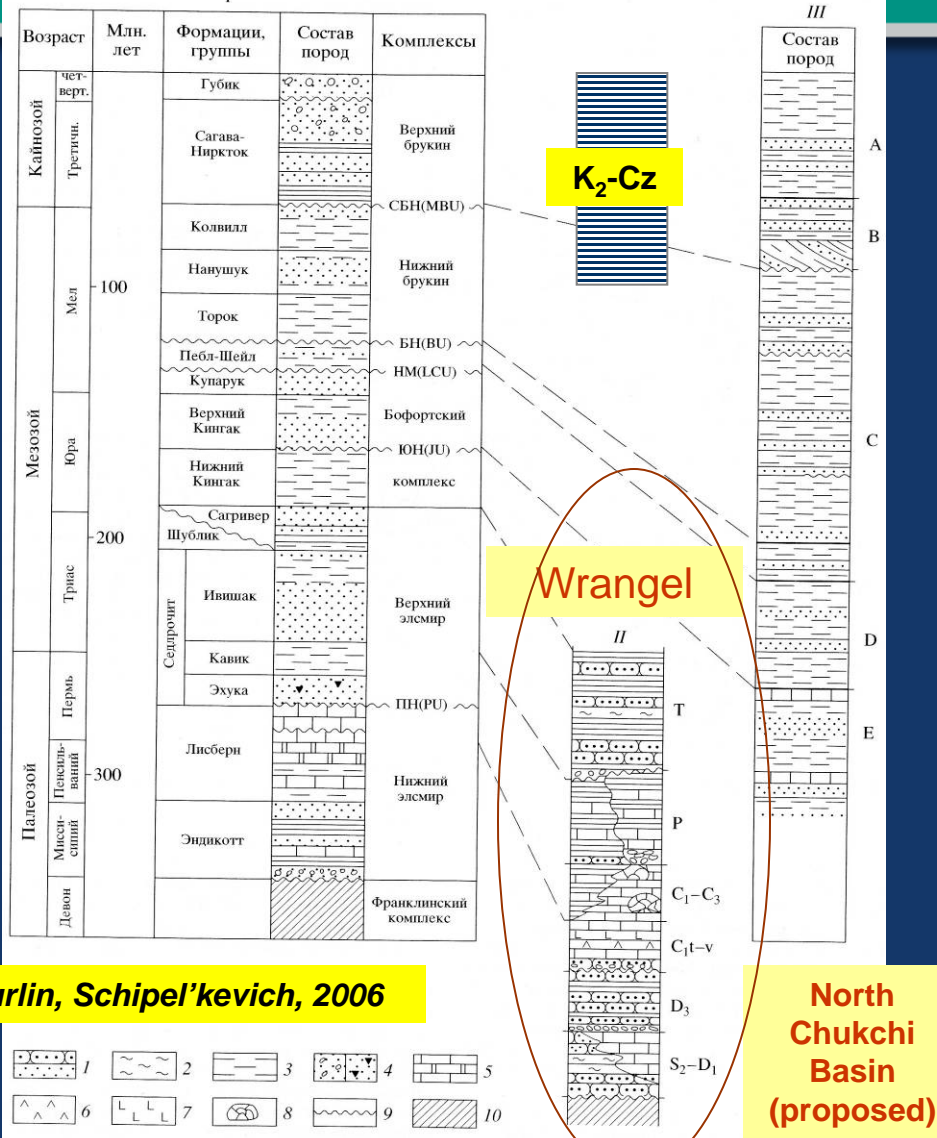 III
Возраст
Млн.
лет
Формации,
группы
Состав
пород
Комплексы
Состав
пород
Кайнозой
чет-
верт.
Третичн.
Мезозой
Мел
Юра
Триас
Палеозой
Пермь
Пенсиль-
ваний
Мисси-
сипий
Девон
100
200
300
Губик
Сагава-
Ниркток
Колвилл
Нанушук
Торок
Пебл-Шейл
Купарук
Верхний
Кингак
Нижний
Кингак
Сагривер
Шублик
Седлрочит
Ивишак
Кавик
Эхука
Лисберн
Эндикотт
Верхний
брукин
СБН(MBU)
Нижний
брукин
БН(BU)
НМ(LCU)
Бофортский
ЮН(JU)
комплекс
Верхний
элсмир
ПН(PU)
Нижний
элсмир
Франклинский
комплекс
K₂-Cz
A
B
C
D
E
Wrangel
II
T
P
C₁–C₃
C₁t–v
D₃
S₂–D₁
rlin, Schipel'kevich, 2006
North
Chukchi
Basin
(proposed)
1 2 3 4 5
6 7 8 9 10